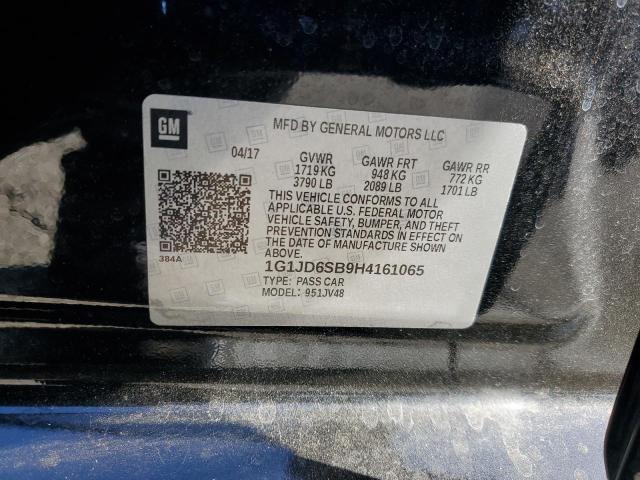 GM
MFD BY GENERAL MOTORS LLC
04/17 GVWR GAWR FRT GAWR RR
1719 KG 948 KG 772 KG
3790 LB 2089 LB 1701 LB
THIS VEHICLE CONFORMS TO ALL
APPLICABLE U.S. FEDERAL MOTOR
VEHICLE SAFETY, BUMPER, AND THEFT
PREVENTION STANDARDS IN EFFECT ON
THE DATE OF MANUFACTURE SHOWN
ABOVE.
384A
1G1JD6SB9H4161065
TYPE: PASS CAR
MODEL: 951JV48